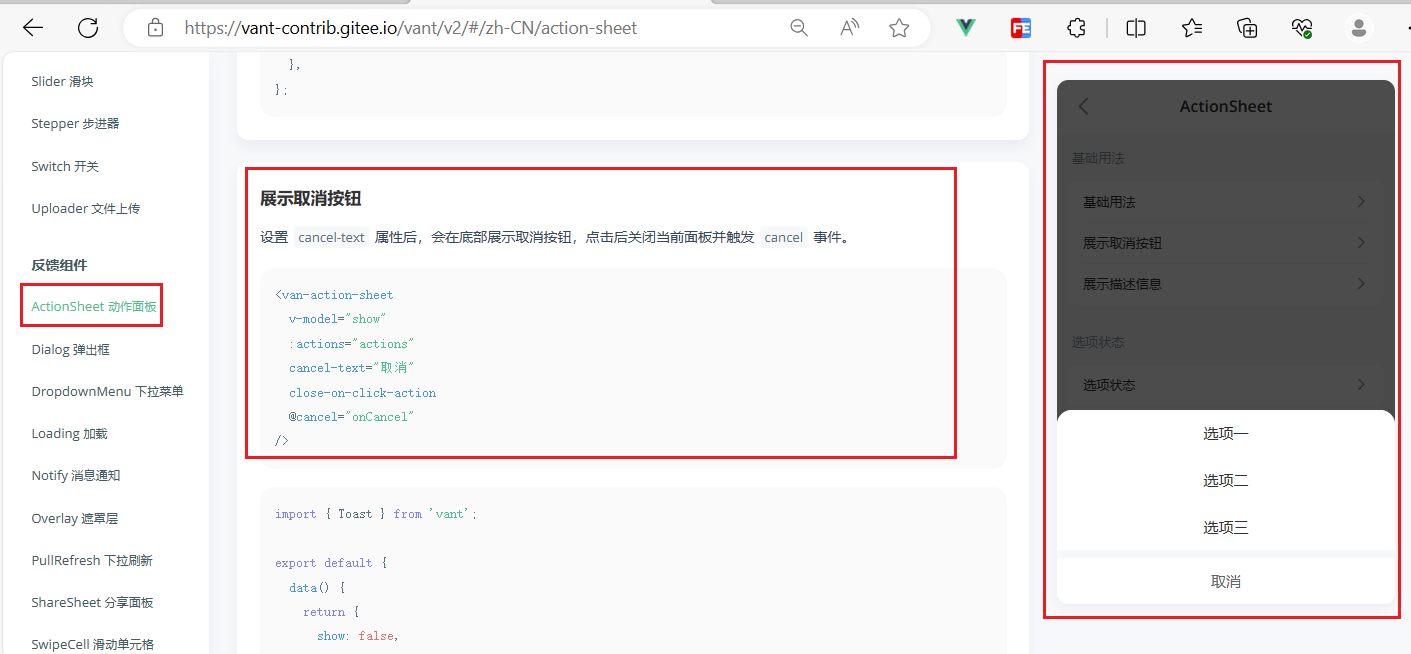 https://vant-contrib.gitee.io/vant/v2/#/zh-CN/action-sheet
FE
Slider 滑块
Stepper 步进器
Switch 开关
Uploader 文件上传
反馈组件
ActionSheet 动作面板
Dialog 弹出框
DropdownMenu 下拉菜单
Loading 加载
Notify 消息通知
Overlay 遮罩层
PullRefresh 下拉刷新
ShareSheet 分享面板
SwipeCell 滑动单元格
},
};
展示取消按钮
设置 cancel-text 属性后，会在底部展示取消按钮，点击后关闭当前面板并触发 cancel 事件。
<van-action-sheet
v-model="show"
:actions="actions"
cancel-text="取消"
close-on-click-action
@cancel="onCancel"
/>
import { Toast } from 'vant';
export default {
data() {
return {
show: false,
ActionSheet
基础用法
基础用法
展示取消按钮
展示描述信息
选项状态
选项状态
选项一
选项二
选项三
取消